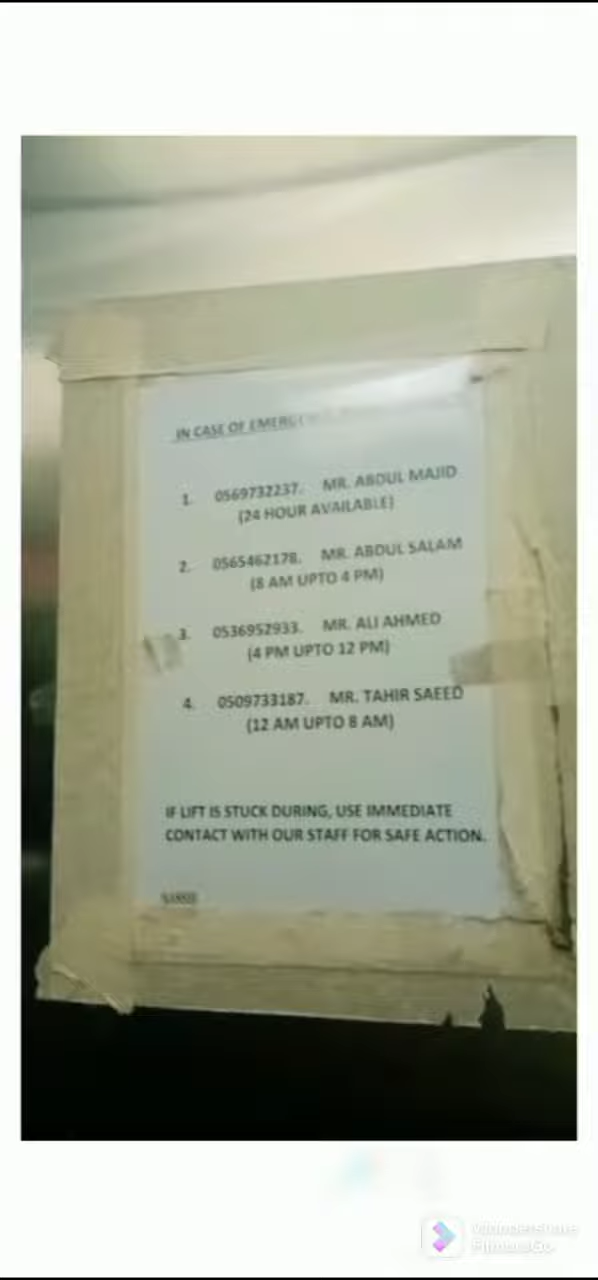 IN CASE OF
1. 0569732237. MR. ABDUL MAJID
(24 HOUR AVAILABLE)
2. 0565462178. MR. ABDUL SALAM
(8 AM UPTO 4 PM)
3. 0536952933. MR. ALI AHMED
(4 PM UPTO 12 PM)
4. 0509733187. MR. TAHIR SAEED
(12 AM UPTO 8 AM)
IF LIFT IS STUCK DURING, USE IMMEDIATE
CONTACT WITH OUR STAFF FOR SAFE ACTION.
Wondershare
FilmoraGo